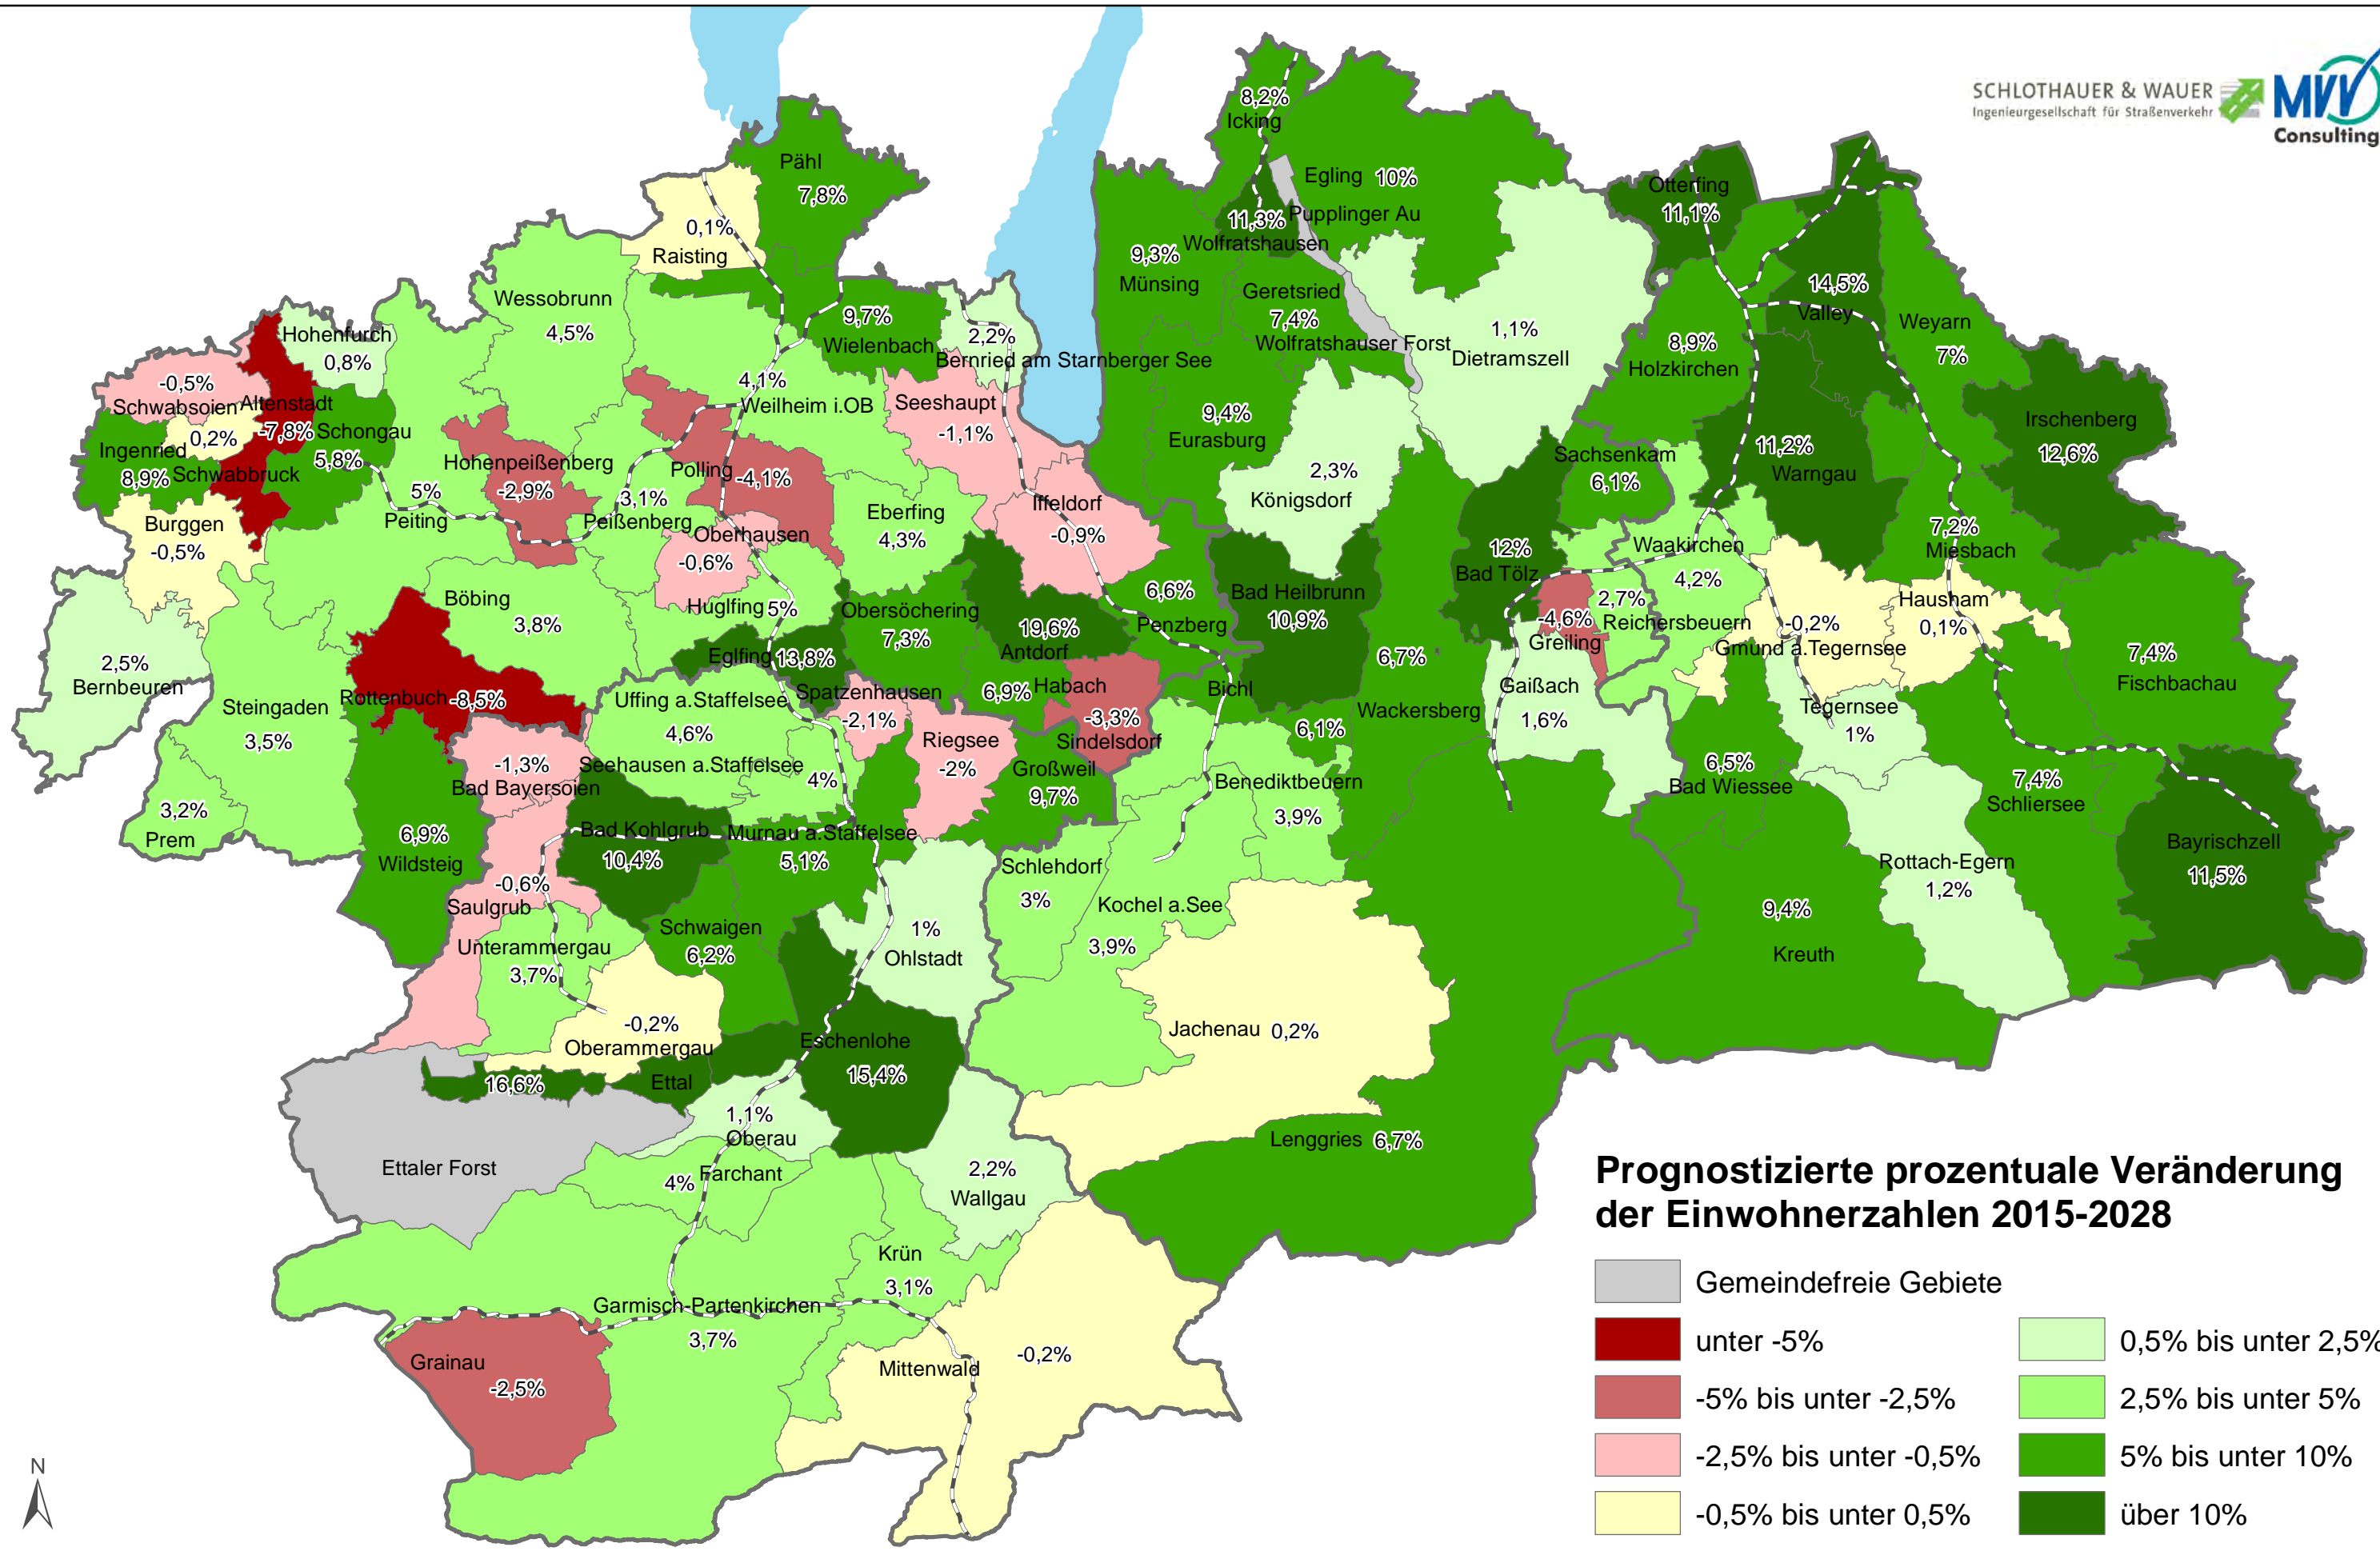 SCHLOTHAUER & WAUER
Ingenieurgesellschaft für Straßenverkehr
MVV
Consulting
8,2%
Icking
Pähl
7,8%
Egling 10%
Pupplinger Au
11,3%
Wolfratshausen
Otterfing
11,1%
0,1%
Raisting
9,3%
Münsing
Geretsried
7,4%
Wolfratshauser Forst
1,1%
Dietramszell
14,5%
Valley
Weyarn
7%
8,9%
Holzkirchen
Wessobrunn
4,5%
9,7%
Wielenbach
2,2%
Bernried am Starnberger See
Hohenfurch
0,8%
-0,5%
Schwabsoien
Altenstadt
-7,8%
Schongau
5,8%
0,2%
Ingenried
8,9%
Schwabbruck
4,1%
Weilheim i.OB
Seeshaupt
-1,1%
9,4%
Eurasburg
Irschenberg
12,6%
11,2%
Warngau
Sachsenkam
6,1%
2,3%
Königsdorf
Hohenpeißenberg
-2,9%
Polling
-4,1%
3,1%
Peißenberg
5%
Peiting
Burggen
-0,5%
Eberfing
4,3%
Iffeldorf
-0,9%
Oberhausen
-0,6%
7,2%
Miesbach
Waakirchen
4,2%
12%
Bad Tölz
Bad Heilbrunn
10,9%
6,6%
Penzberg
Böbing
3,8%
Huglfing 5%
Obersöchering
7,3%
19,6%
Antdorf
-4,6%
Greiling
2,7%
Reichersbeuern
-0,2%
Gmund a.Tegernsee
Hausham
0,1%
7,4%
Fischbachau
2,5%
Bernbeuren
Steingaden
3,5%
Rottenbuch -8,5%
Eglfing 13,8%
Uffing a.Staffelsee
4,6%
Spatzenhausen
-2,1%
6,9%
Habach
-3,3%
Sindelsdorf
Bichl
6,1%
6,7%
Wackersberg
Gaißach
1,6%
Tegernsee
1%
Riegsee
-2%
Großweil
9,7%
-1,3%
Bad Bayersoien
Seehausen a.Staffelsee
4%
Benediktbeuern
3,9%
6,5%
Bad Wiessee
7,4%
Schliersee
3,2%
Prem
6,9%
Wildsteig
Bad Kohlgrub
10,4%
Murnau a.Staffelsee
5,1%
Schlehdorf
3%
Kochel a.See
3,9%
Rottach-Egern
1,2%
Bayrischzell
11,5%
-0,6%
Saulgrub
Schwaigen
6,2%
1%
Ohlstadt
9,4%
Kreuth
Unterammergau
3,7%
-0,2%
Oberammergau
Eschenlohe
15,4%
Jachenau 0,2%
16,6%
Ettal
1,1%
Oberau
Ettaler Forst
4%
Farchant
2,2%
Wallgau
Lenggries 6,7%
Krün
3,1%
Garmisch-Partenkirchen
3,7%
Grainau
-2,5%
Mittenwald
-0,2%
N
Prognostizierte prozentuale Veränderung
der Einwohnerzahlen 2015-2028
Gemeindefreie Gebiete
unter -5%
-5% bis unter -2,5%
-2,5% bis unter -0,5%
-0,5% bis unter 0,5%
0,5% bis unter 2,5%
2,5% bis unter 5%
5% bis unter 10%
über 10%